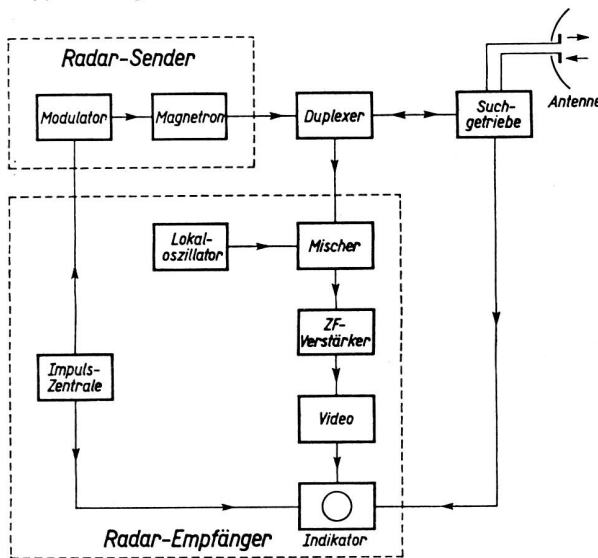 Radar-Sender
Modulator
Magnetron
Duplexer
Such-
getriebe
Antenne
Lokal-
oszillator
Mischer
ZF-
Verstärker
Impuls-
Zentrale
Video
Radar-Empfänger
Indikator